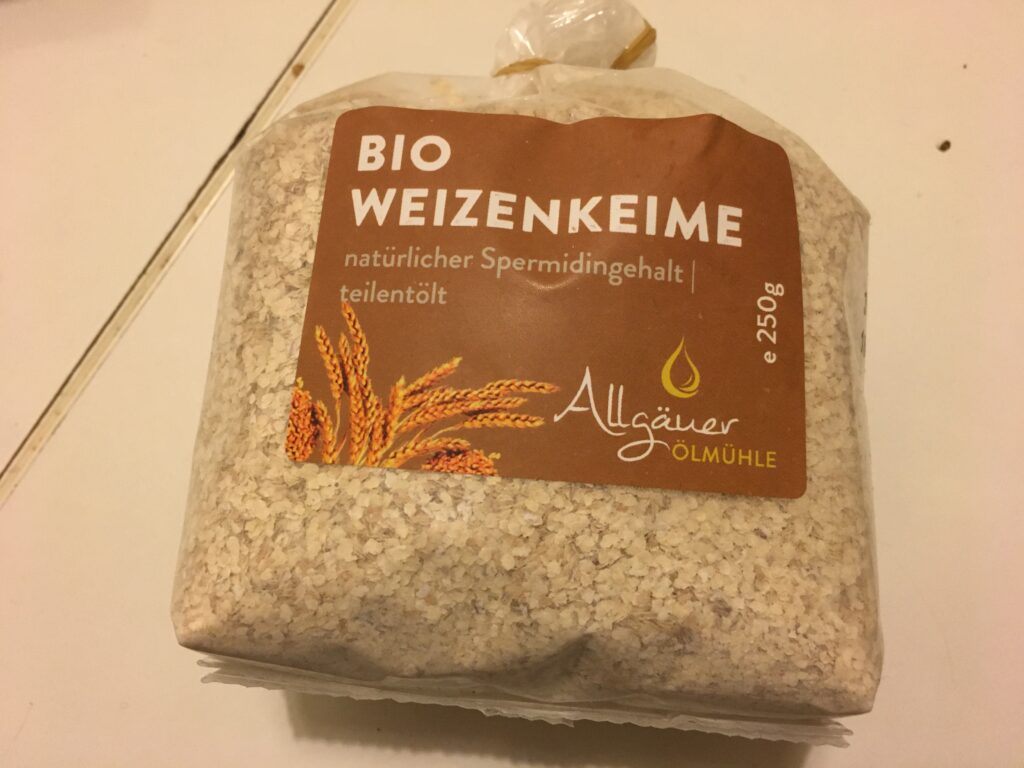 BIO
WEIZENKEIME
natürlicher Spermidingehalt |
teilentölt
e 250g
Allgäuer
ÖLMÜHLE